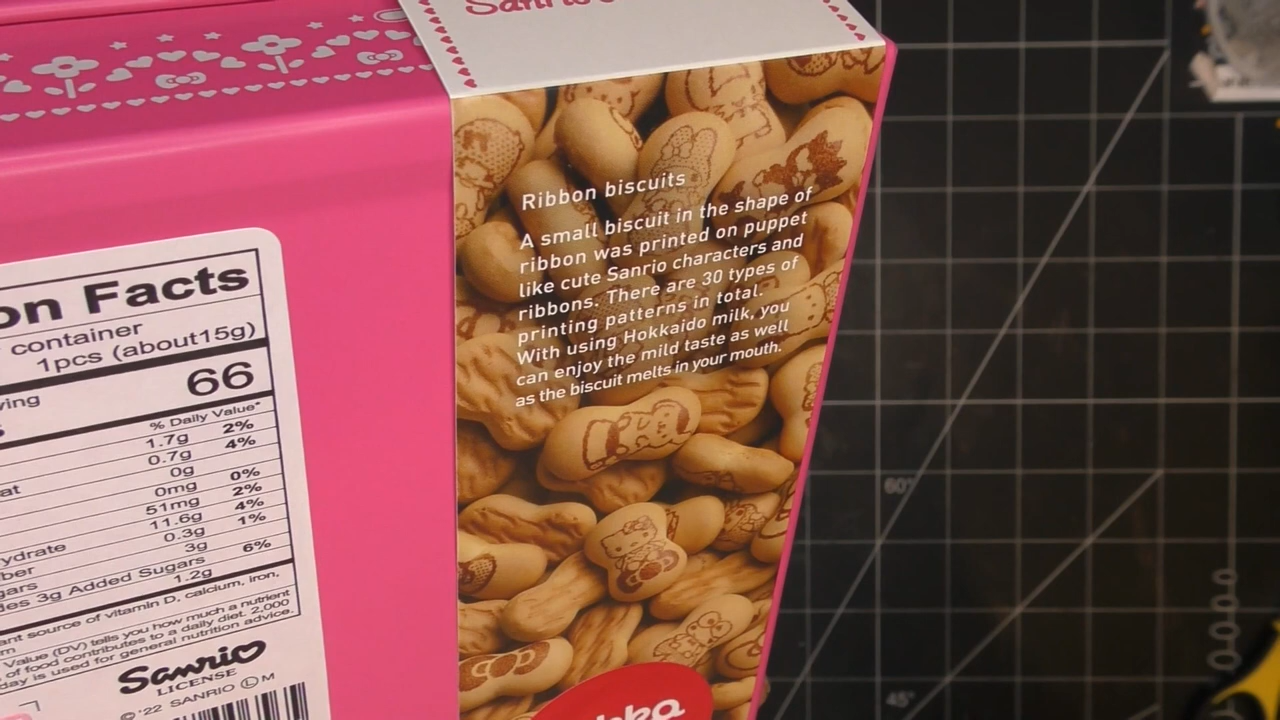 Sanrio
Ribbon biscuits
A small biscuit in the shape of
ribbon was printed on puppet
like cute Sanrio characters and
ribbons. There are 30 types of
printing patterns in total.
With using Hokkaido milk, you
can enjoy the mild taste as well
as the biscuit melts in your mouth.
on Facts
container
1pcs (about15g)
66
% Daily Value*
1.7g 2%
0.7g 4%
0g
0mg 0%
51mg 2%
11.6g 4%
0.3g 1%
3g
3g Added Sugars 6%
1.2g
source of vitamin D, calcium, iron,
Value (DV) tells you how much a nutrient
of food contributes to a daily diet. 2,000
day is used for general nutrition advice.
Sanrio
LICENSE
© '22 SANRIO Ⓛ M
60°
45°